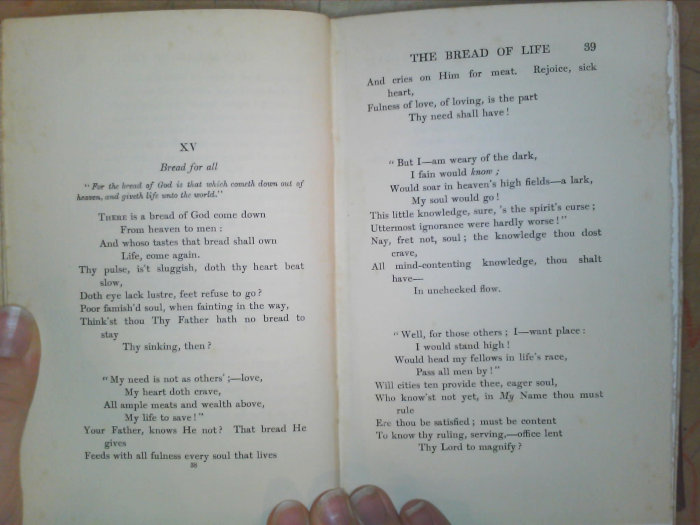 XV
Bread for all
"For the bread of God is that which cometh down out of
heaven, and giveth life unto the world."
THERE is a bread of God come down
From heaven to men :
And whoso tastes that bread shall own
Life, come again.
Thy pulse, is't sluggish, doth thy heart beat
slow,
Doth eye lack lustre, feet refuse to go ?
Poor famish'd soul, when fainting in the way,
Think'st thou Thy Father hath no bread to
stay
Thy sinking, then ?
"My need is not as others' ;—love,
My heart doth crave,
All ample meats and wealth above,
My life to save ! "
Your Father, knows He not ? That bread He
gives
Feeds with all fulness every soul that lives
38
THE BREAD OF LIFE 39
And cries on Him for meat. Rejoice, sick
heart,
Fulness of love, of loving, is the part
Thy need shall have !
"But I—am weary of the dark,
I fain would know ;
Would soar in heaven's high fields—a lark,
My soul would go !
This little knowledge, sure, 's the spirit's curse ;
Uttermost ignorance were hardly worse ! "
Nay, fret not, soul ; the knowledge thou dost
crave,
All mind-contenting knowledge, thou shalt
have—
In unchecked flow.
"Well, for those others ; I—want place :
I would stand high !
Would head my fellows in life's race,
Pass all men by ! "
Will cities ten provide thee, eager soul,
Who know'st not yet, in My Name thou must
rule
Ere thou be satisfied ; must be content
To know thy ruling, serving,—office lent
Thy Lord to magnify ?